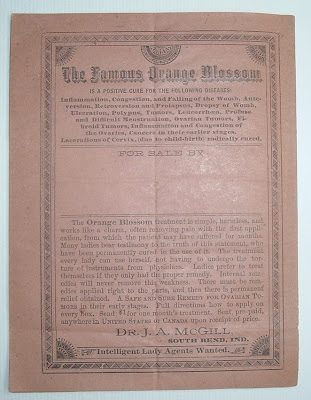 The Famous Orange Blossom
IS A POSITIVE CURE FOR THE FOLLOWING DISEASES:
Inflammation, Congestion, and Falling of the Womb, Ante-
version, Retroversion and Prolapsus, Dropsy of Womb,
Ulceration, Polypus, Tumors, Leucorrhea, Profuse
and Difficult Menstruation, Ovarian Tumors, Fi-
broid Tumors, Inflammation and Congestion of
the Ovaries, Cancers in their earlier stages,
Lacerations of Cervix, due to child-birth, radically cured.
FOR SALE BY
The Orange Blossom treatment is simple, harmless, and
works like a charm, often removing pain with the first appli-
cation, from which the patient may have suffered for months.
Many ladies bear testimony to the truth of this statement, who
have been permanently cured by the use of it. The treatment
every lady can use herself, not having to undergo the tor-
ture of instruments from physicians. Ladies prefer to treat
themselves if they only had the proper remedy. Internal reme-
dies will never remove this weakness. There must be rem-
edies applied right to the parts, and then there is permanent
relief obtained. A SAFE AND SURE REMEDY FOR OVARIAN TU-
MORS in their early stages. Full directions how to apply on
every box. Send $1 for one month's treatment. Sent pre-paid,
anywhere in UNITED STATES or CANADA upon receipt of price.
DR. J. A. MCGILL
SOUTH BEND, IND.
Intelligent Lady Agents Wanted.